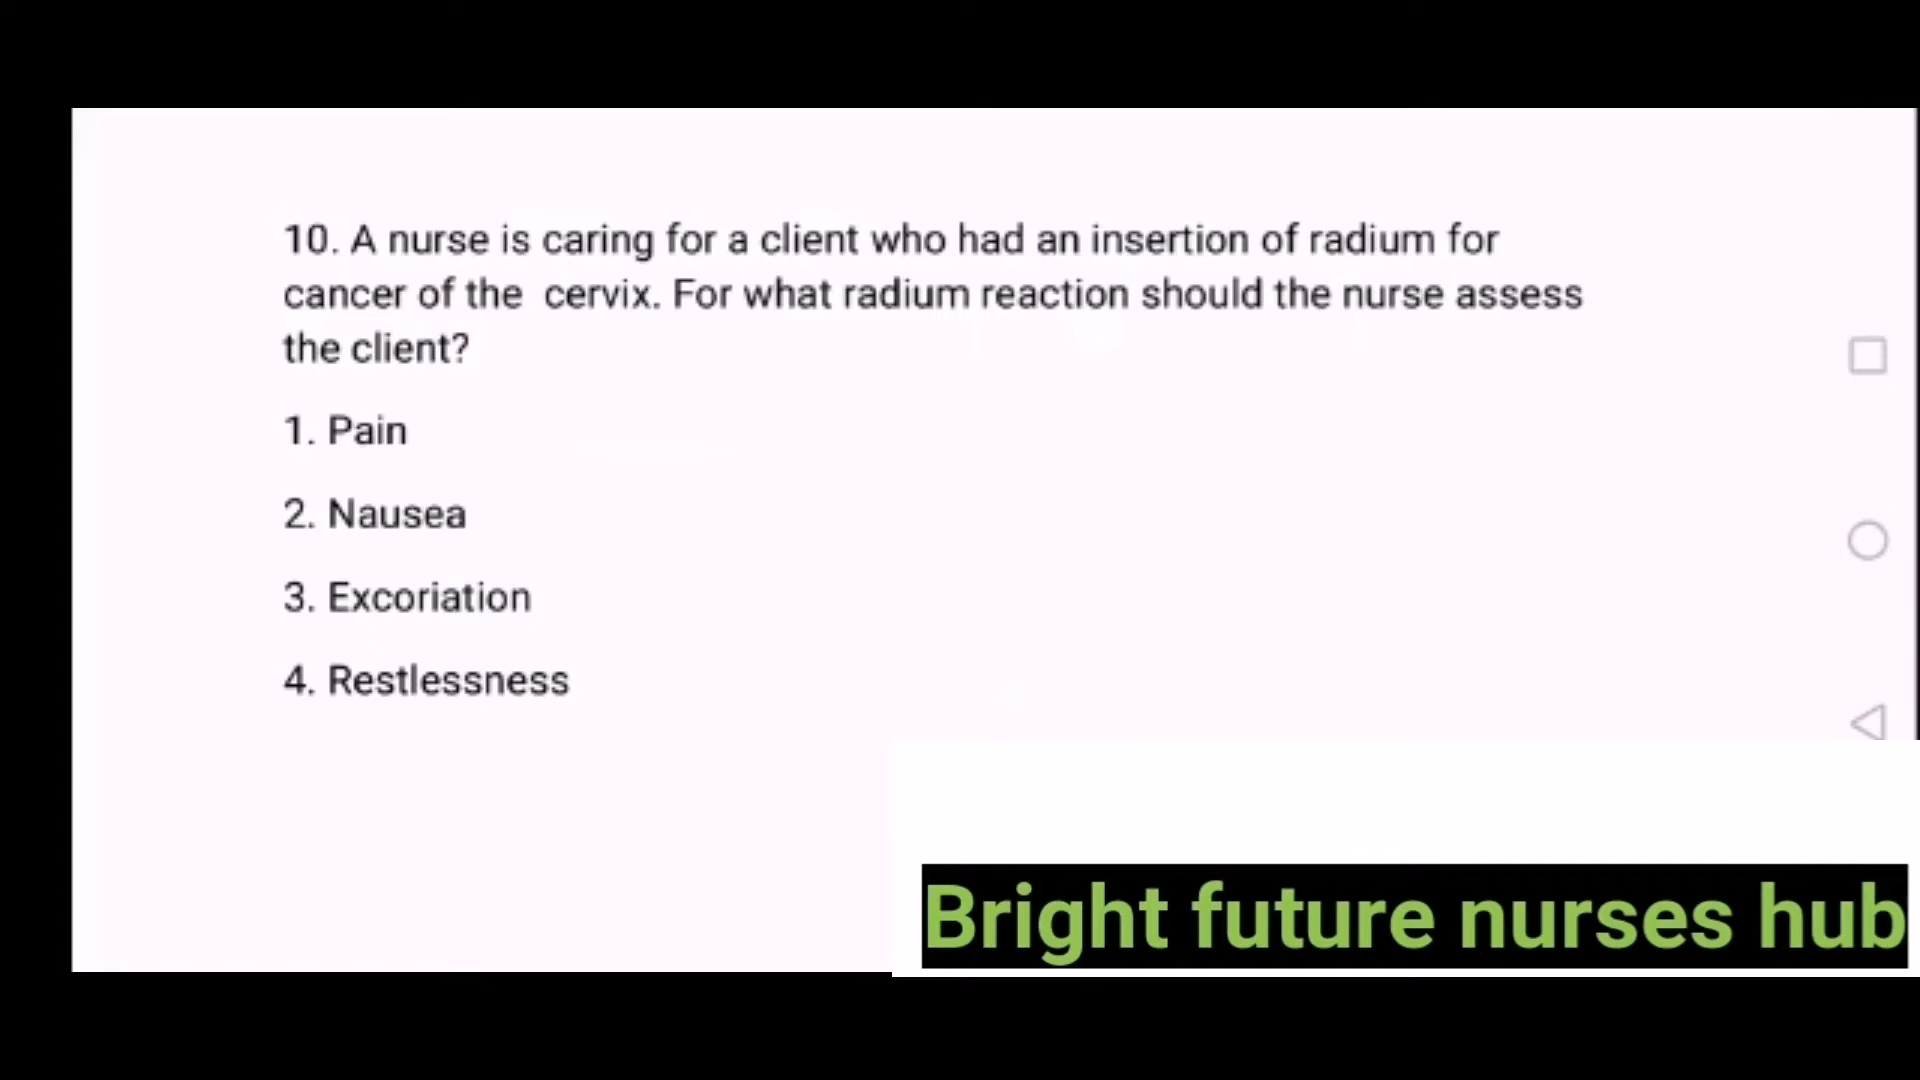 10. A nurse is caring for a client who had an insertion of radium for
cancer of the cervix. For what radium reaction should the nurse assess
the client?
1. Pain
2. Nausea
3. Excoriation
4. Restlessness
Bright future nurses hub